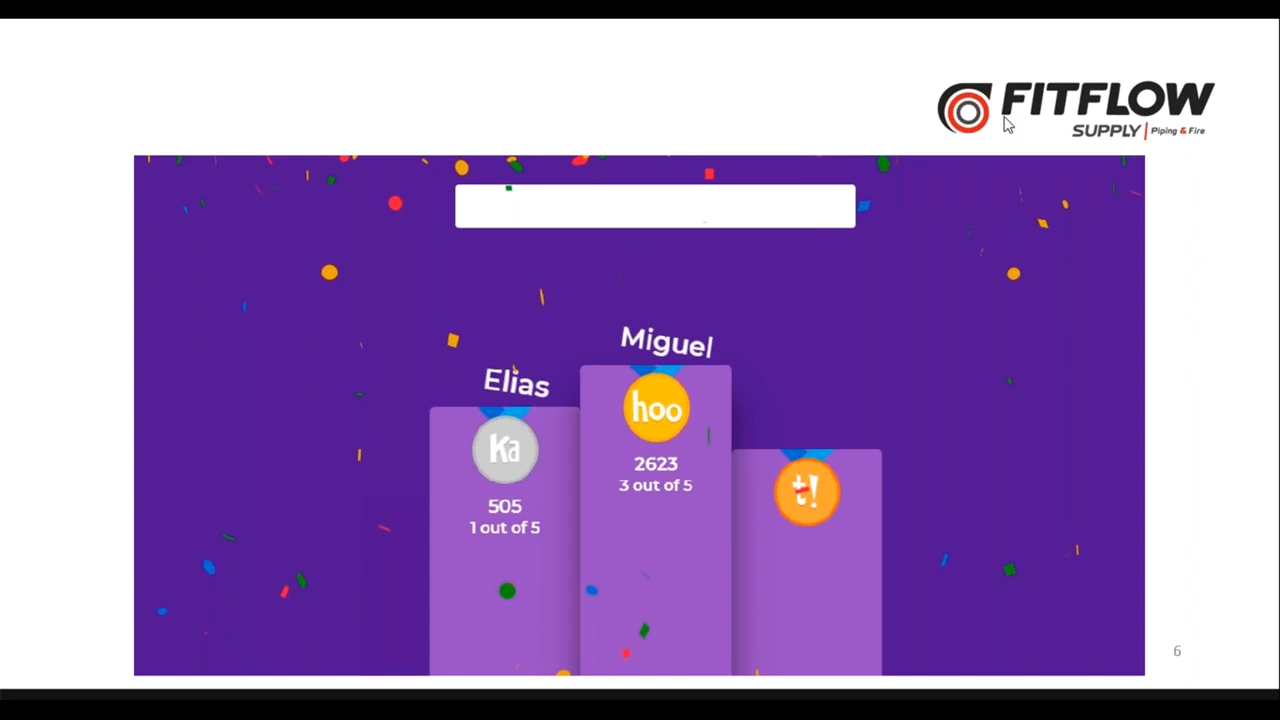 FITFLOW
SUPPLY | Piping & Fire
Miguel
Elias
hoo
2623
3 out of 5
Ka
505
1 out of 5
t!
6